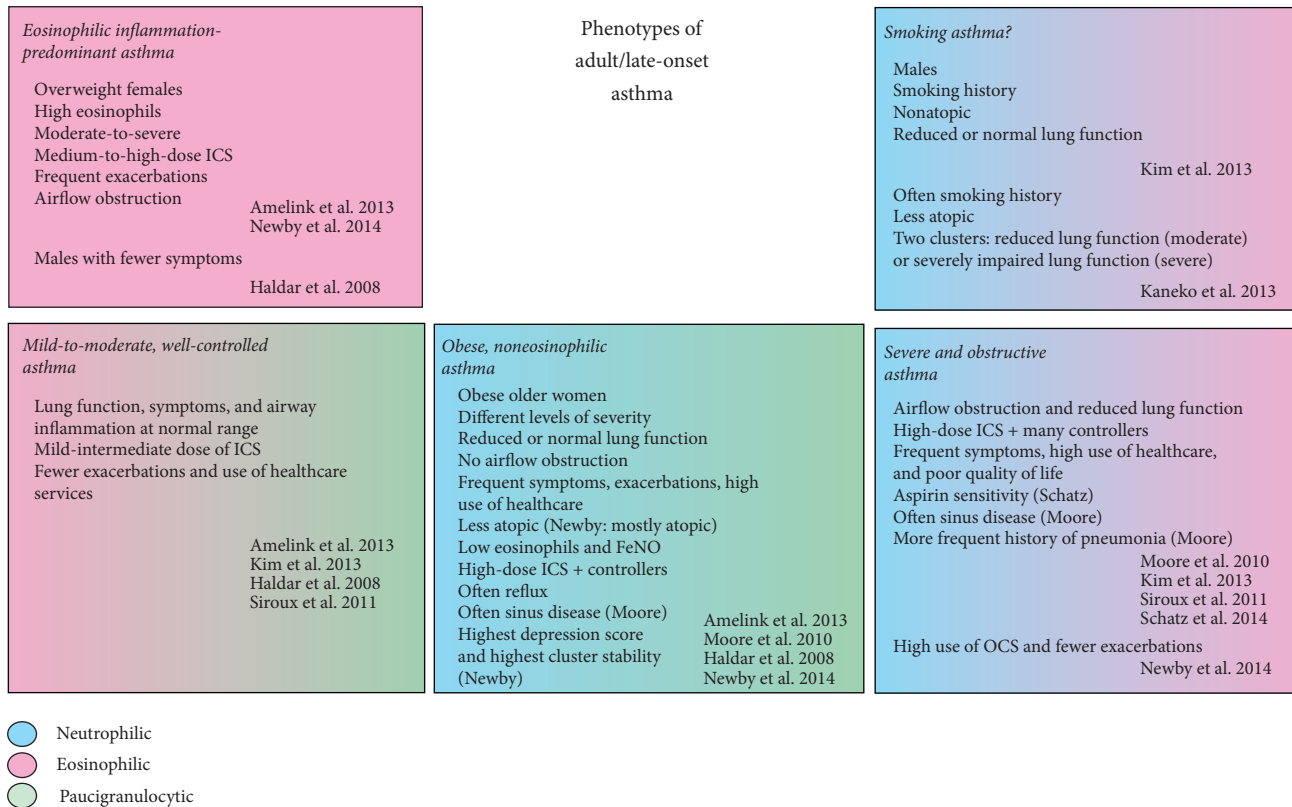 Eosinophilic inflammation-
predominant asthma
Overweight females
High eosinophils
Moderate-to-severe
Medium-to-high-dose ICS
Frequent exacerbations
Airflow obstruction
Amelink et al. 2013
Newby et al. 2014
Males with fewer symptoms
Haldar et al. 2008
Phenotypes of
adult/late-onset
asthma
Smoking asthma?
Males
Smoking history
Nonatopic
Reduced or normal lung function
Kim et al. 2013
Often smoking history
Less atopic
Two clusters: reduced lung function (moderate)
or severely impaired lung function (severe)
Kaneko et al. 2013
Mild-to-moderate, well-controlled
asthma
Lung function, symptoms, and airway
inflammation at normal range
Mild-intermediate dose of ICS
Fewer exacerbations and use of healthcare
services
Amelink et al. 2013
Kim et al. 2013
Haldar et al. 2008
Siroux et al. 2011
Obese, noneosinophilic
asthma
Obese older women
Different levels of severity
Reduced or normal lung function
No airflow obstruction
Frequent symptoms, exacerbations, high
use of healthcare
Less atopic (Newby: mostly atopic)
Low eosinophils and FeNO
High-dose ICS + controllers
Often reflux
Often sinus disease (Moore)
Highest depression score
and highest cluster stability
(Newby)
Amelink et al. 2013
Moore et al. 2010
Haldar et al. 2008
Newby et al. 2014
Severe and obstructive
asthma
Airflow obstruction and reduced lung function
High-dose ICS + many controllers
Frequent symptoms, high use of healthcare,
and poor quality of life
Aspirin sensitivity (Schatz)
Often sinus disease (Moore)
More frequent history of pneumonia (Moore)
Moore et al. 2010
Kim et al. 2013
Siroux et al. 2011
Schatz et al. 2014
High use of OCS and fewer exacerbations
Newby et al. 2014
Neutrophilic
Eosinophilic
Paucigranulocytic